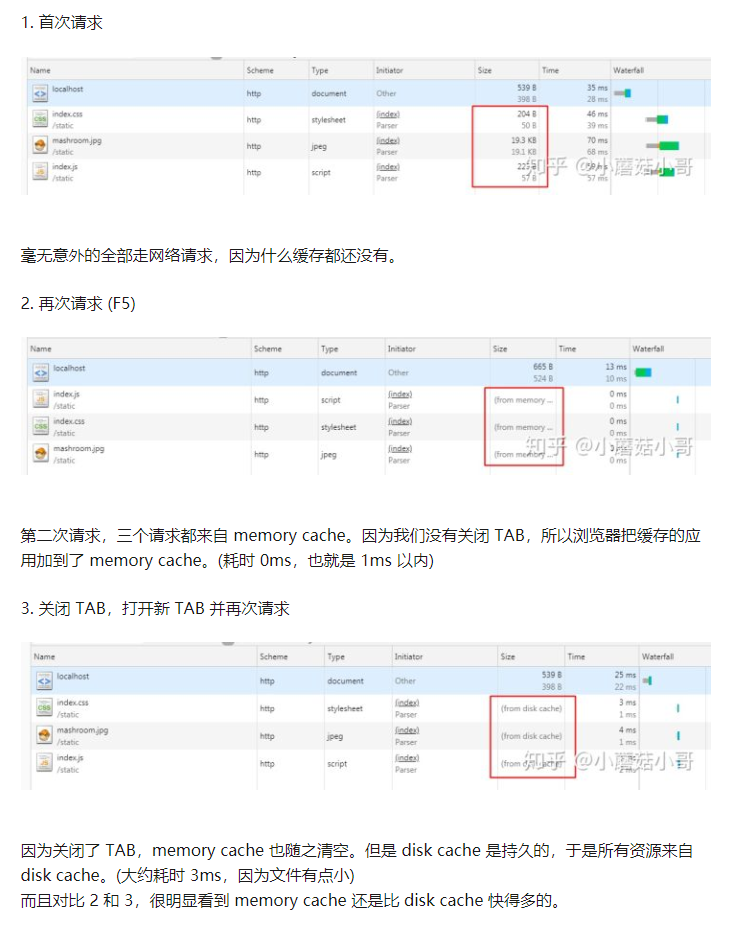 1. 首次请求
Name Scheme Type Initiator Size Time Waterfall
localhost http document Other 539 B 35 ms
398 B 28 ms
index.css http stylesheet (index) 204 B 46 ms
/static Parser 50 B 39 ms
mashroom.jpg http jpeg (index) 19.3 KB 70 ms
/static Parser 19.1 KB 68 ms
index.js http script (index)
/static Parser 57 B 57 ms
知乎 @小蘑菇小哥
毫无意外的全部走网络请求，因为什么缓存都还没有。
2. 再次请求 (F5)
Name Scheme Type Initiator Size Time Waterfall
localhost http document Other 665 B 13 ms
524 B 10 ms
index.js http script (index) (from memory ... 0 ms
/static Parser 0 ms
index.css http stylesheet (index) (from memory ... 0 ms
/static Parser 0 ms
mashroom.jpg http jpeg (index) (from memory ...
/static Parser 0 ms
知乎 @小蘑菇小哥
第二次请求，三个请求都来自 memory cache。因为我们没有关闭 TAB，所以浏览器把缓存的应
用加到了 memory cache。(耗时 0ms，也就是 1ms 以内)
3. 关闭 TAB，打开新 TAB 并再次请求
Name Scheme Type Initiator Size Time Waterfall
localhost http document Other 539 B 25 ms
398 B 22 ms
index.css http stylesheet (index) (from disk cache) 3 ms
/static Parser 1 ms
mashroom.jpg http jpeg (index) (from disk cache) 4 ms
/static Parser 1 ms
index.js http script (index) (from disk cache)
/static Parser
知乎 @小蘑菇小哥
因为关闭了 TAB，memory cache 也随之清空。但是 disk cache 是持久的，于是所有资源来自
disk cache。(大约耗时 3ms，因为文件有点小)
而且对比 2 和 3，很明显看到 memory cache 还是比 disk cache 快得多的。